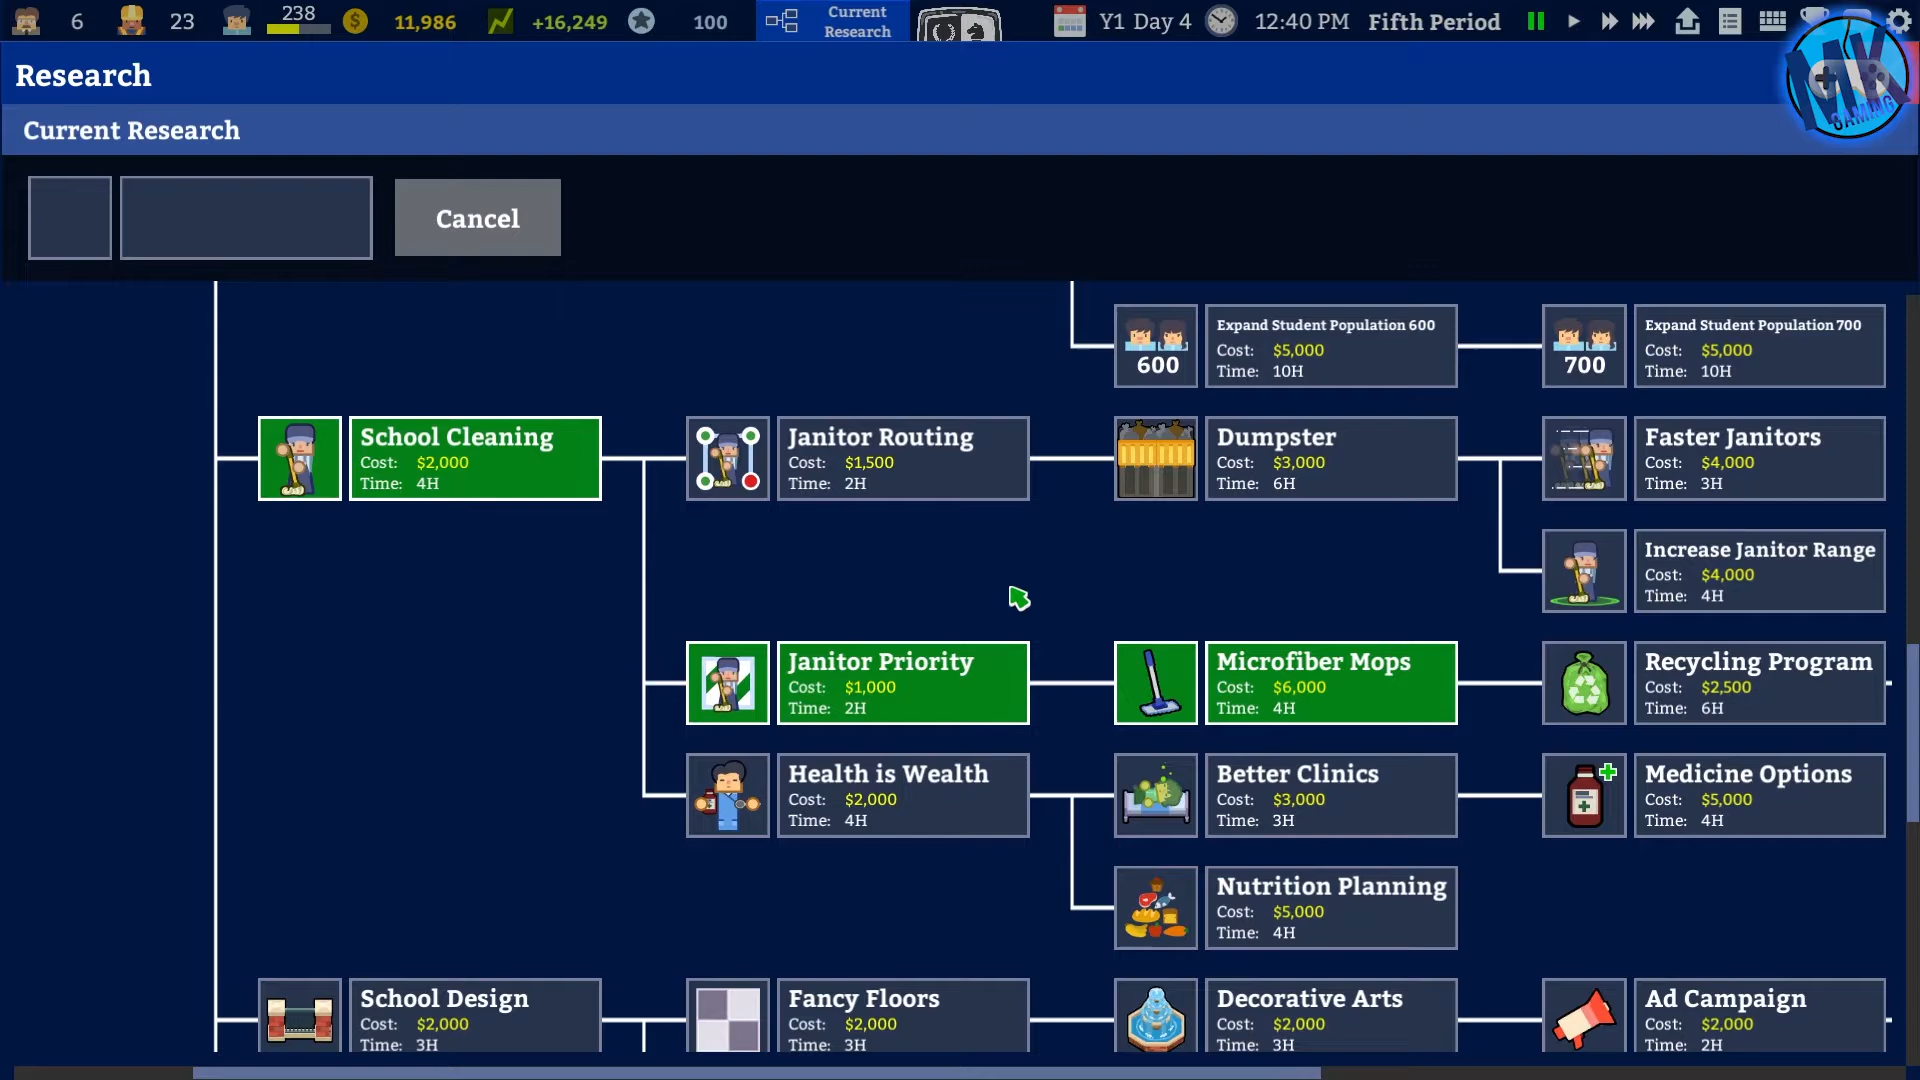 6 23 238 11,986 +16,249 100 Current Research Y1 Day 4 12:40 PM Fifth Period
Research
Current Research
Cancel
MK GAMING
600
Expand Student Population 600
Cost: $5,000
Time: 10H
700
Expand Student Population 700
Cost: $5,000
Time: 10H
School Cleaning
Cost: $2,000
Time: 4H
Janitor Routing
Cost: $1,500
Time: 2H
Dumpster
Cost: $3,000
Time: 6H
Faster Janitors
Cost: $4,000
Time: 3H
Increase Janitor Range
Cost: $4,000
Time: 4H
Janitor Priority
Cost: $1,000
Time: 2H
Microfiber Mops
Cost: $6,000
Time: 4H
Recycling Program
Cost: $2,500
Time: 6H
Health is Wealth
Cost: $2,000
Time: 4H
Better Clinics
Cost: $3,000
Time: 3H
Medicine Options
Cost: $5,000
Time: 4H
Nutrition Planning
Cost: $5,000
Time: 4H
School Design
Cost: $2,000
Time: 3H
Fancy Floors
Cost: $2,000
Time: 3H
Decorative Arts
Cost: $2,000
Time: 3H
Ad Campaign
Cost: $2,000
Time: 2H